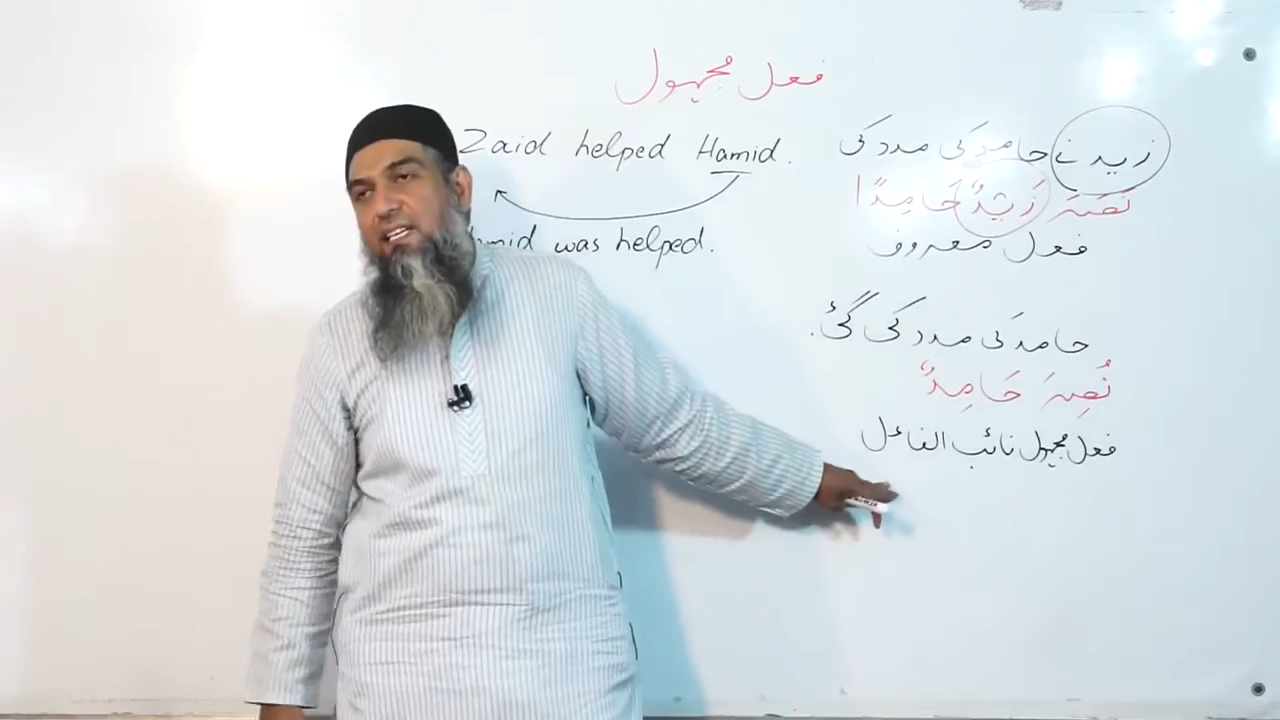 فعل مجہول
Zaid helped Hamid.
was helped.
زید نے حامد کی مدد کی
نَصَرَ زَیْدٌ حَامِدًا
فعل معروف
حامد کی مدد کی گئی.
نُصِرَ حَامِدٌ
فعل مجہول نائب الفاعل